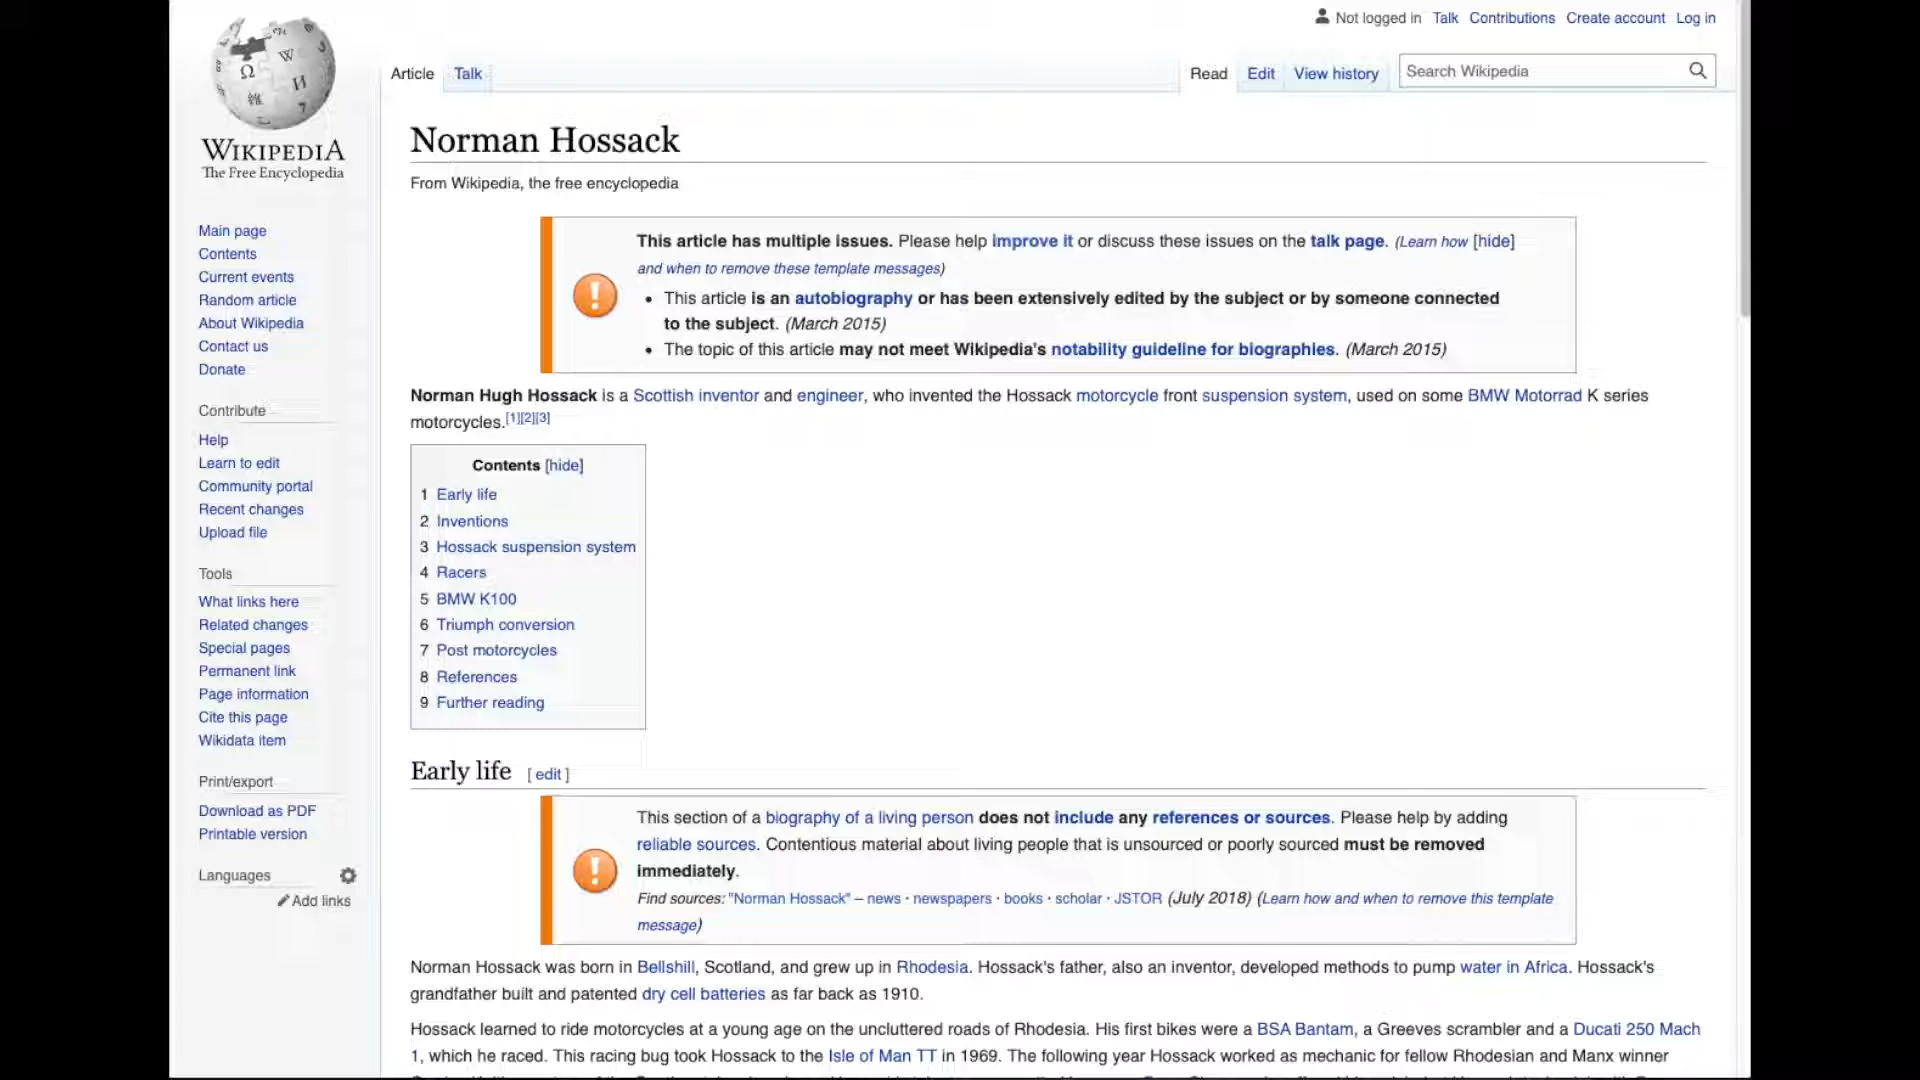 Not logged in Talk Contributions Create account Log in
Article Talk Read Edit View history Search Wikipedia
Ω W И 7
WIKIPEDIA
The Free Encyclopedia
Main page
Contents
Current events
Random article
About Wikipedia
Contact us
Donate
Contribute
Help
Learn to edit
Community portal
Recent changes
Upload file
Tools
What links here
Related changes
Special pages
Permanent link
Page information
Cite this page
Wikidata item
Print/export
Download as PDF
Printable version
Languages
Add links
Norman Hossack
From Wikipedia, the free encyclopedia
This article has multiple issues. Please help improve it or discuss these issues on the talk page. (Learn how [hide]
and when to remove these template messages)
• This article is an autobiography or has been extensively edited by the subject or by someone connected
to the subject. (March 2015)
• The topic of this article may not meet Wikipedia's notability guideline for biographies. (March 2015)
Norman Hugh Hossack is a Scottish inventor and engineer, who invented the Hossack motorcycle front suspension system, used on some BMW Motorrad K series
motorcycles.[1][2][3]
Contents [hide]
1 Early life
2 Inventions
3 Hossack suspension system
4 Racers
5 BMW K100
6 Triumph conversion
7 Post motorcycles
8 References
9 Further reading
Early life [ edit ]
This section of a biography of a living person does not include any references or sources. Please help by adding
reliable sources. Contentious material about living people that is unsourced or poorly sourced must be removed
immediately.
Find sources: "Norman Hossack" – news · newspapers · books · scholar · JSTOR (July 2018) (Learn how and when to remove this template
message)
Norman Hossack was born in Bellshill, Scotland, and grew up in Rhodesia. Hossack's father, also an inventor, developed methods to pump water in Africa. Hossack's
grandfather built and patented dry cell batteries as far back as 1910.
Hossack learned to ride motorcycles at a young age on the uncluttered roads of Rhodesia. His first bikes were a BSA Bantam, a Greeves scrambler and a Ducati 250 Mach
1, which he raced. This racing bug took Hossack to the Isle of Man TT in 1969. The following year Hossack worked as mechanic for fellow Rhodesian and Manx winner